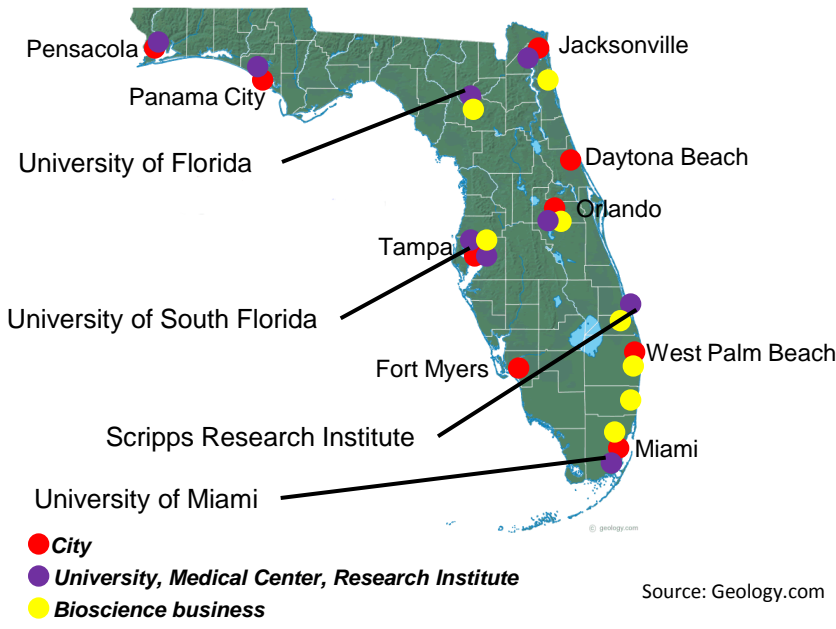 Pensacola
Jacksonville
Panama City
University of Florida
Daytona Beach
Orlando
Tampa
University of South Florida
West Palm Beach
Fort Myers
Scripps Research Institute
Miami
University of Miami
© geology.com
City
University, Medical Center, Research Institute
Bioscience business
Source: Geology.com